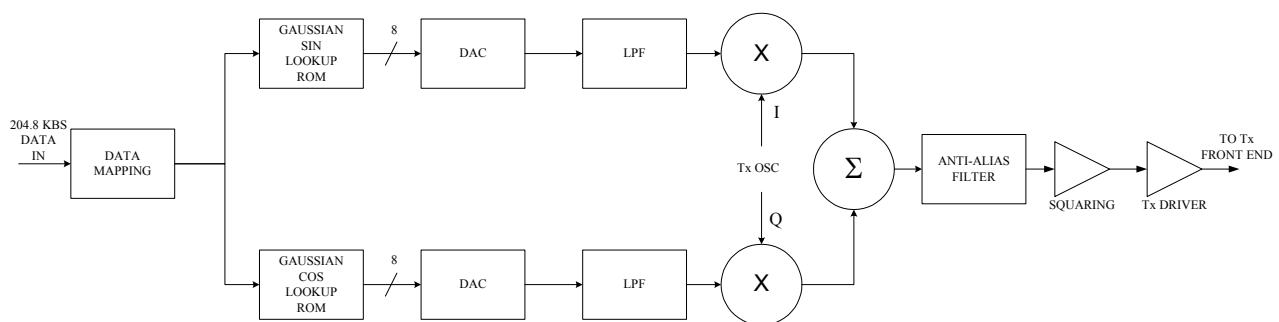 204.8 KBS
DATA
IN
DATA
MAPPING
GAUSSIAN
SIN
LOOKUP
ROM
8
DAC
LPF
X
I
Tx OSC
Q
GAUSSIAN
COS
LOOKUP
ROM
8
DAC
LPF
X
Σ
ANTI-ALIAS
FILTER
SQUARING
Tx DRIVER
TO Tx
FRONT END